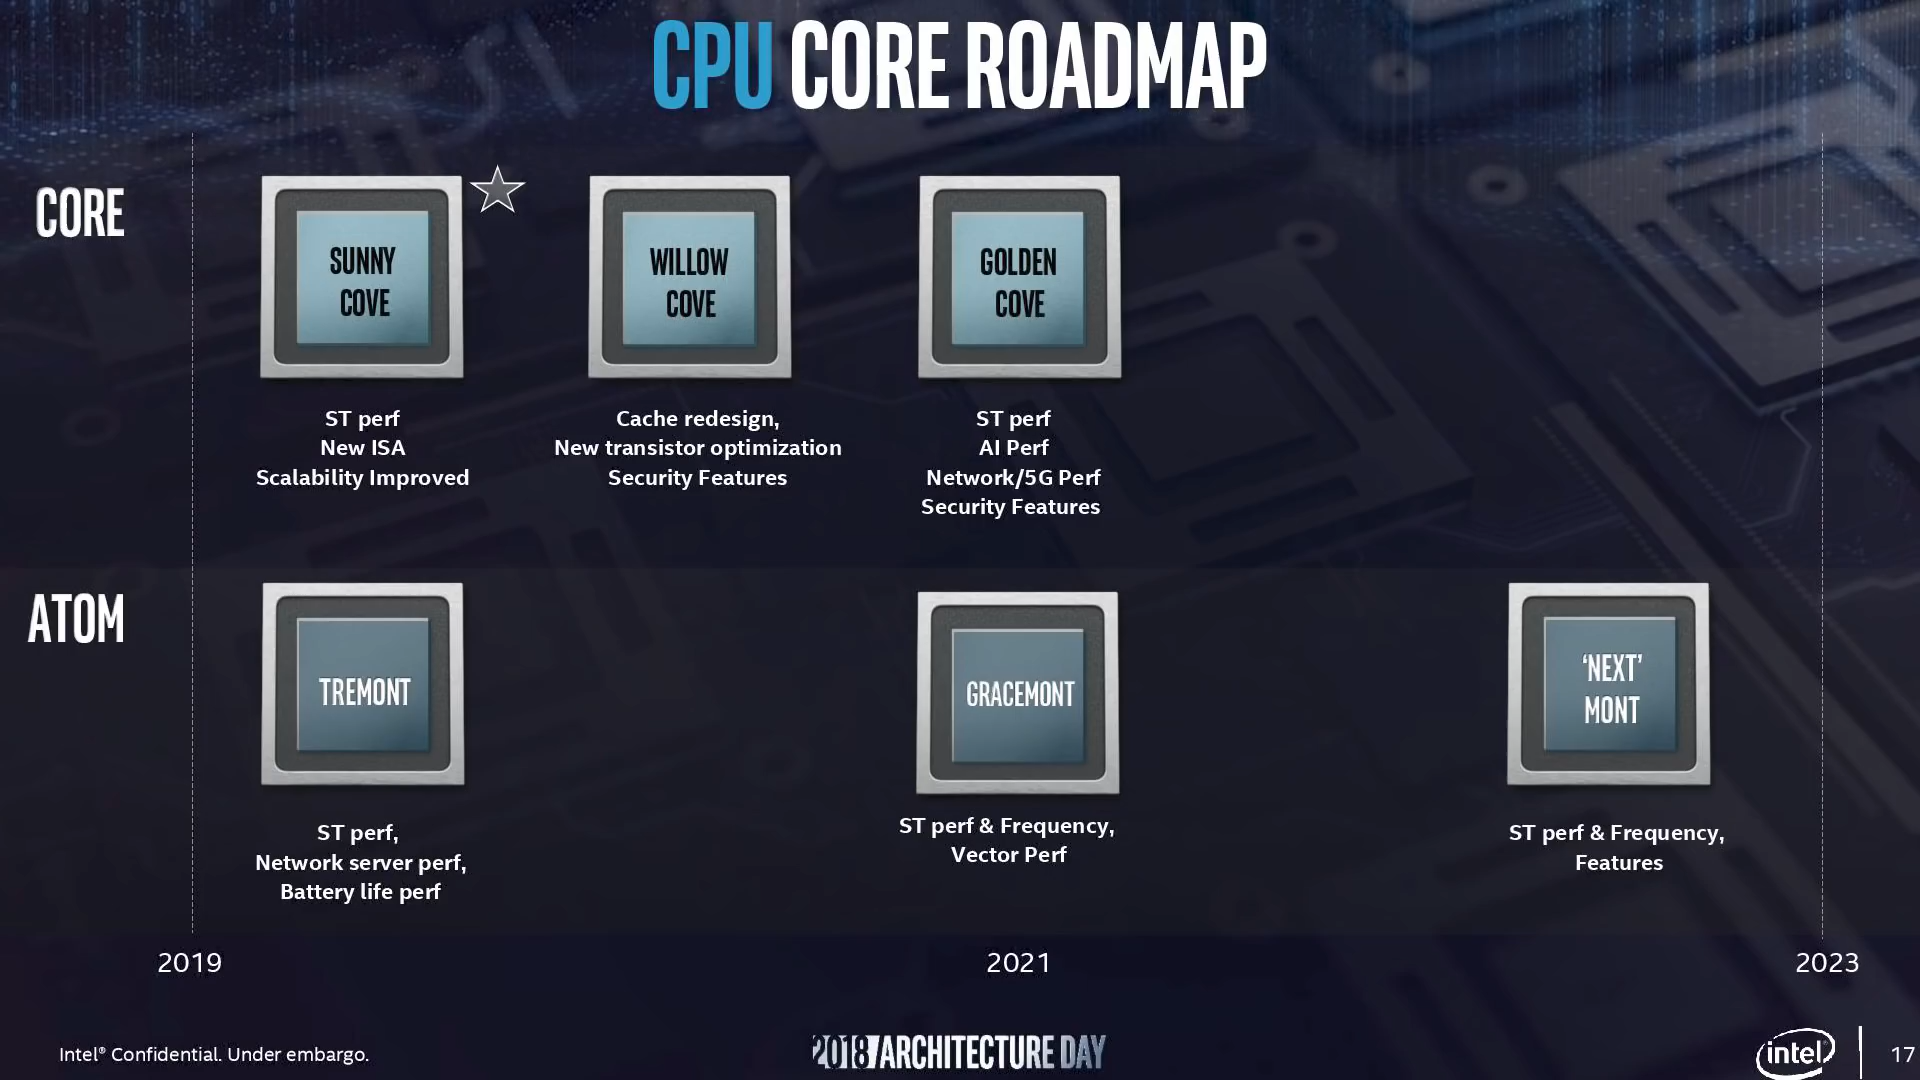 CPU CORE ROADMAP
CORE
SUNNY
COVE
WILLOW
COVE
GOLDEN
COVE
ST perf
New ISA
Scalability Improved
Cache redesign,
New transistor optimization
Security Features
ST perf
AI Perf
Network/5G Perf
Security Features
ATOM
TREMONT
GRACEMONT
‘NEXT’
MONT
ST perf,
Network server perf,
Battery life perf
ST perf & Frequency,
Vector Perf
ST perf & Frequency,
Features
2019
2021
2023
Intel® Confidential. Under embargo.
2018 ARCHITECTURE DAY
intel
17